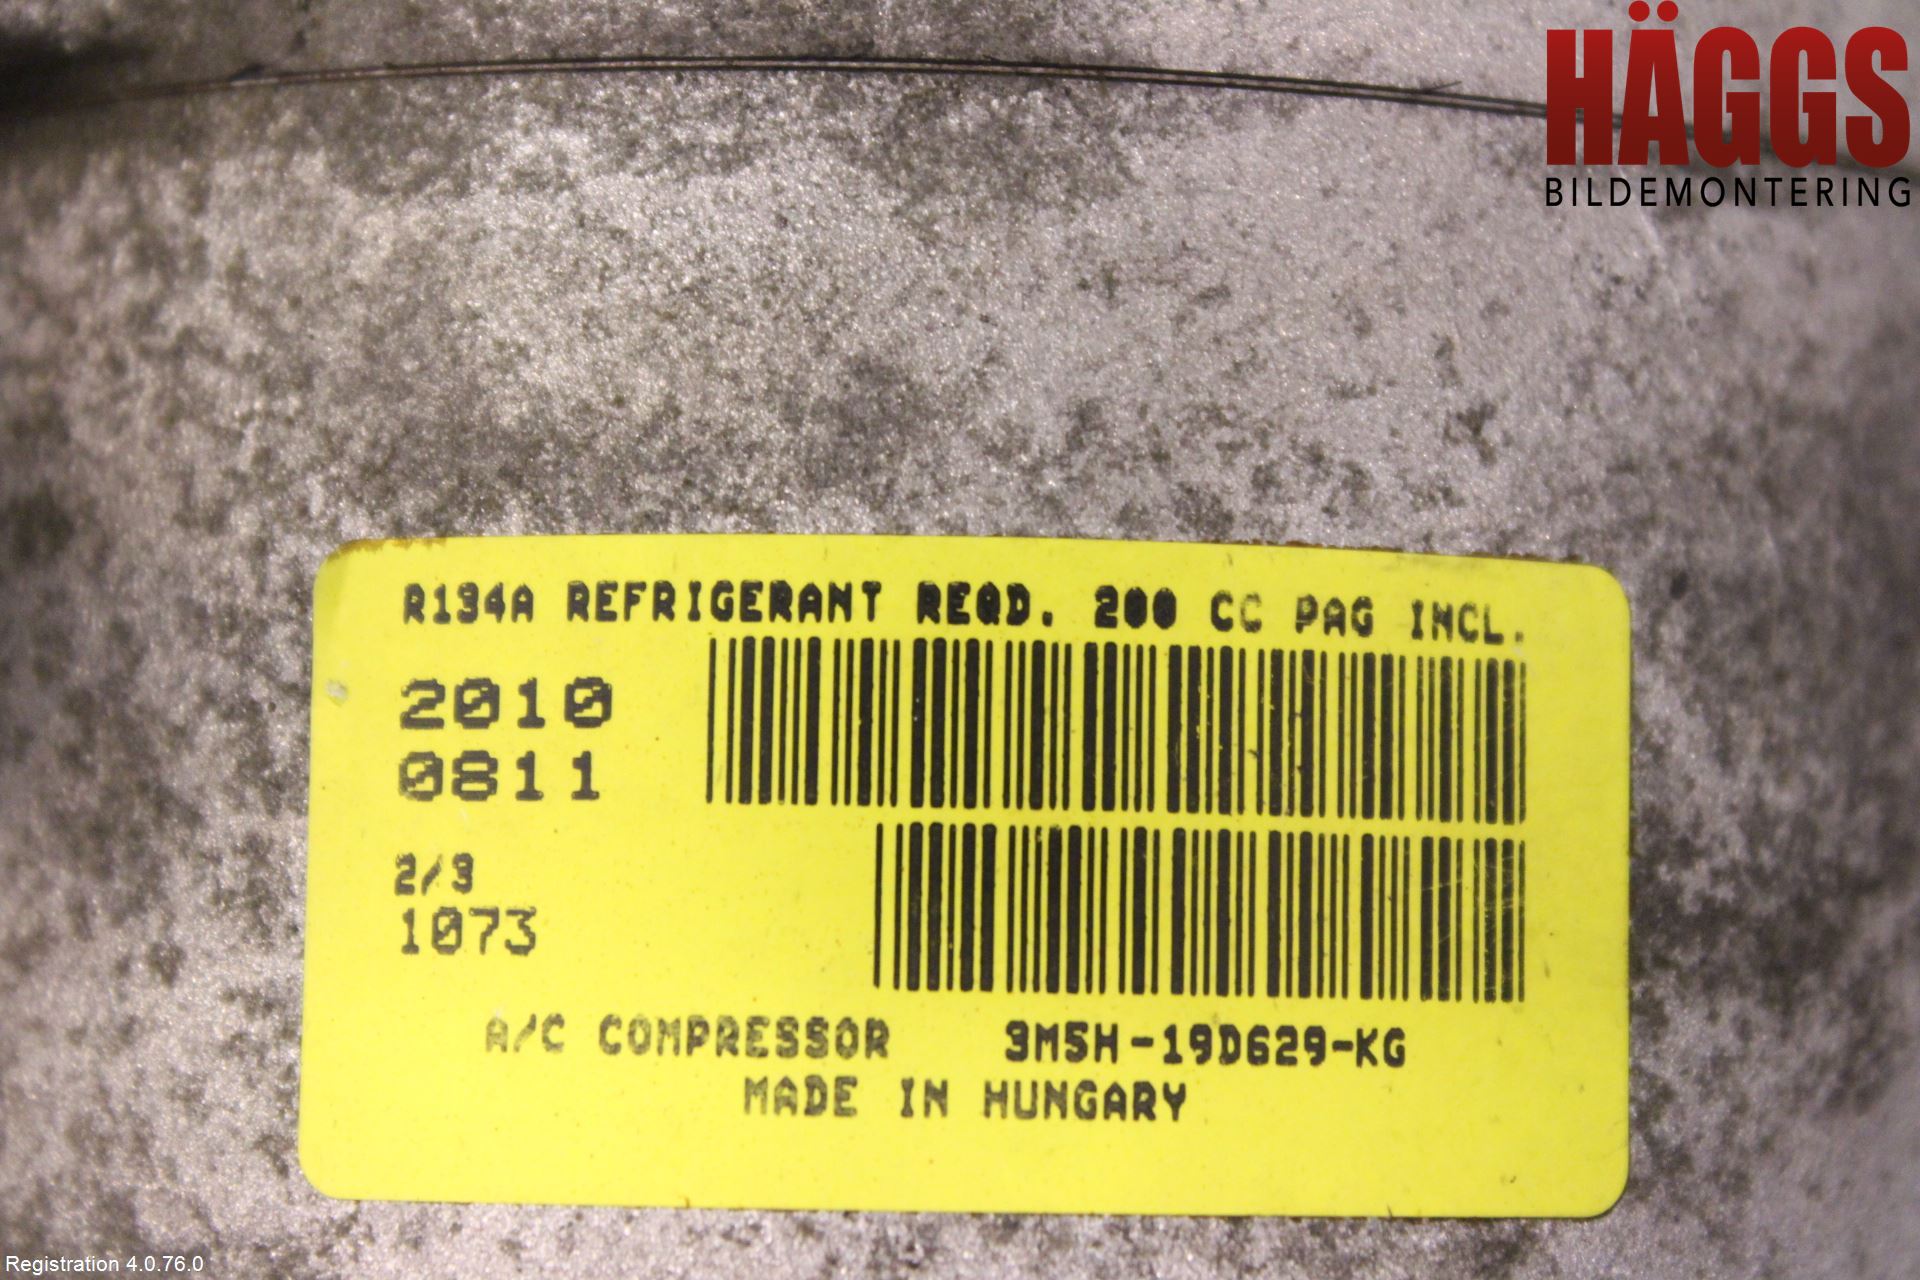 HÄGGS
BILDEMONTERING
R134A REFRIGERANT REQD. 200 CC PAG INCL.
2010
0811
2/3
1073
A/C COMPRESSOR 3M5H-19D629-KG
MADE IN HUNGARY
Registration 4.0.76.0